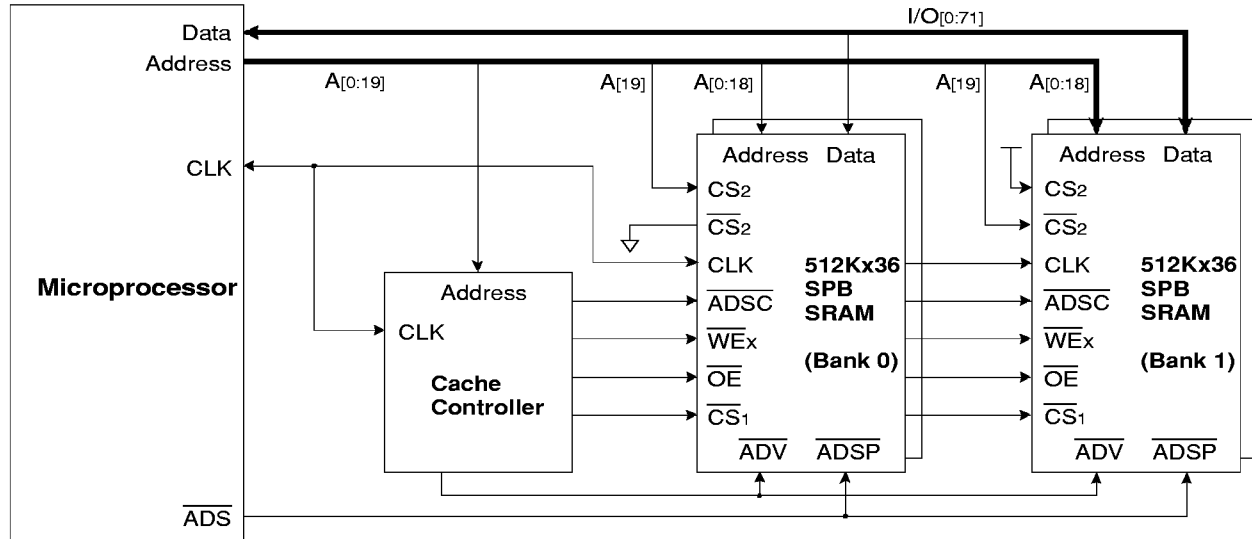 I/O[0:71]
Data
Address
A[0:19]
A[19]
A[0:18]
A[19]
A[0:18]
CLK
Microprocessor
ADS
Address
CLK
Cache
Controller
Address Data
CS2
CS2
CLK
ADSC
WEx
OE
CS1
ADV ADSP
512Kx36
SPB
SRAM
(Bank 0)
Address Data
CS2
CS2
CLK
ADSC
WEx
OE
CS1
ADV ADSP
512Kx36
SPB
SRAM
(Bank 1)